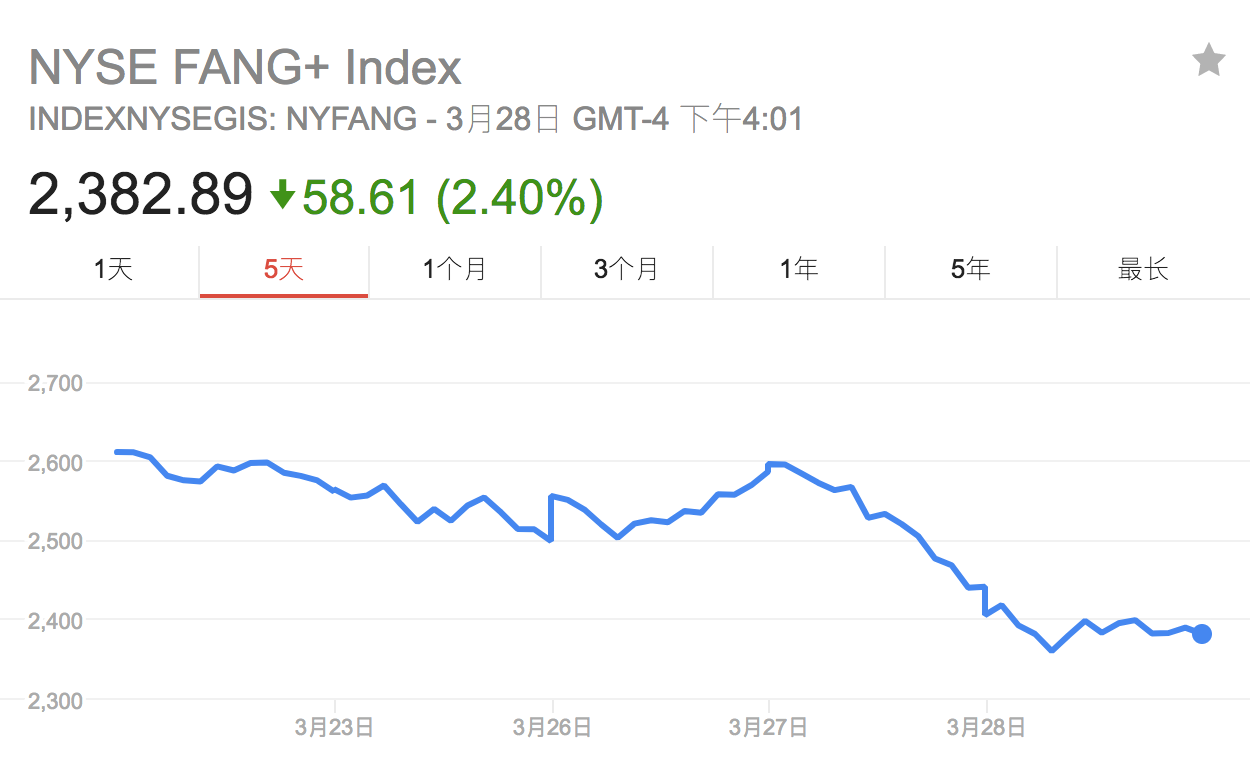 NYSE FANG+ Index
INDEXNYSEGIS: NYFANG - 3月28日 GMT-4 下午4:01
2,382.89 58.61 (2.40%)
1天 5天 1个月 3个月 1年 5年 最长
2,700
2,600
2,500
2,400
2,300
3月23日 3月26日 3月27日 3月28日